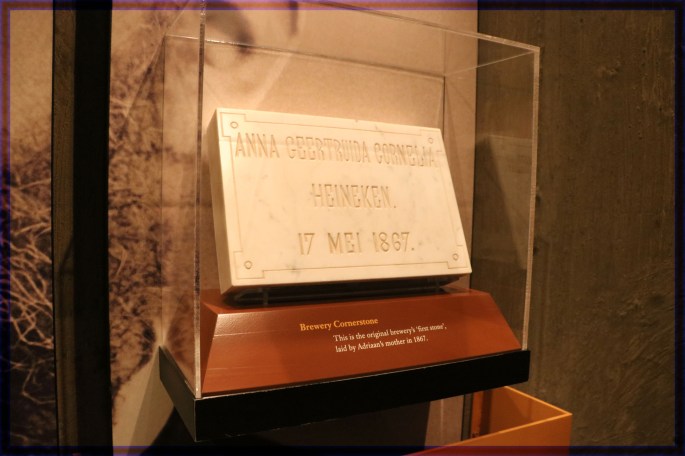 ANNA GEERTRUIDA CORNELIA
HEINEKEN.
17 MEI 1867.
Brewery Cornerstone
This is the original brewery's 'first stone',
laid by Adriaan's mother in 1867.